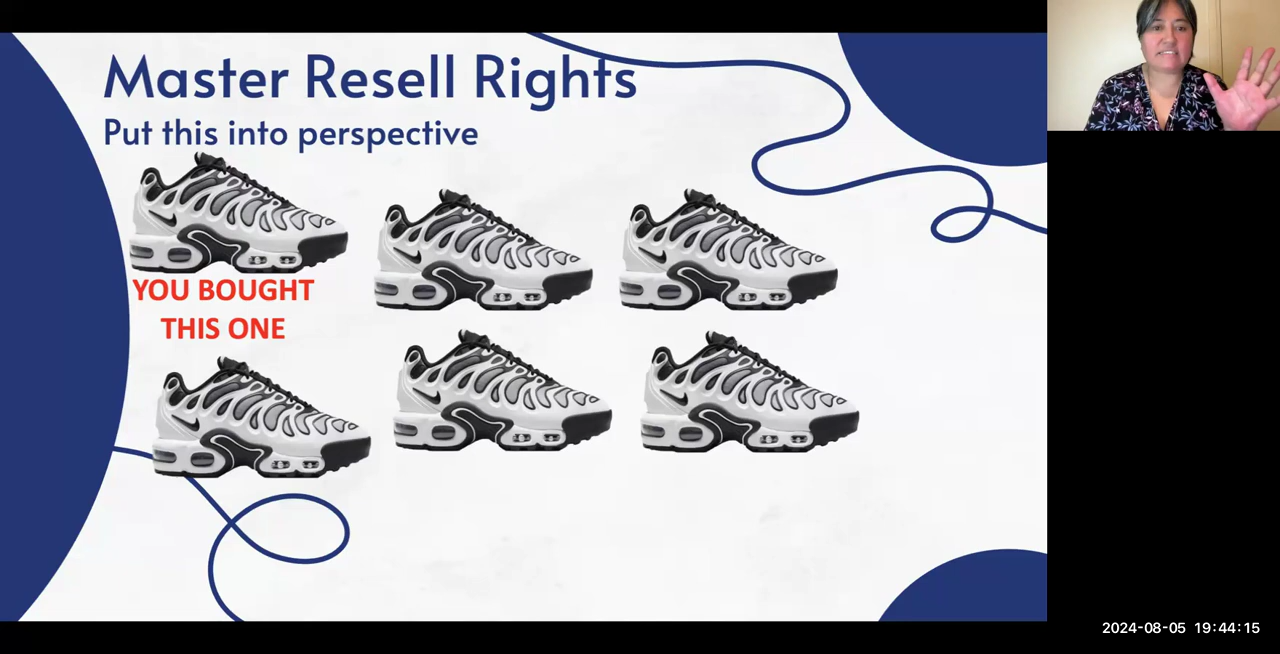 Master Resell Rights
Put this into perspective
YOU BOUGHT
THIS ONE
2024-08-05 19:44:15